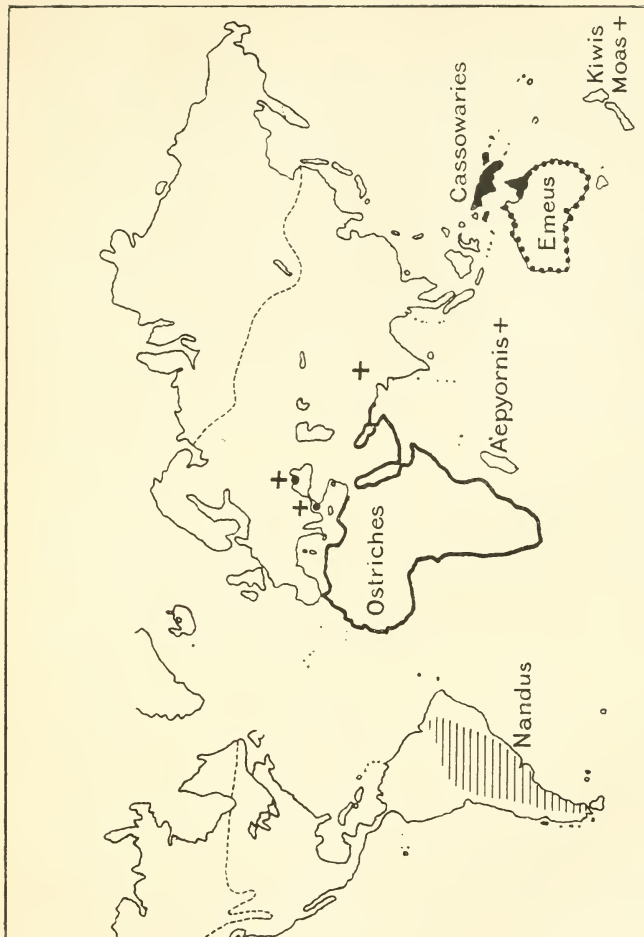 Nandus
Ostriches
Aepyornis+
Cassowaries
Emeus
Kiwis
Moas +